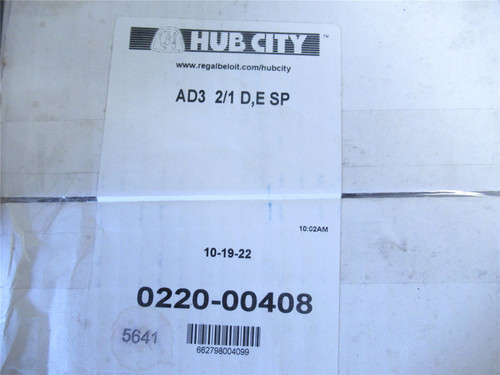 HUB CITY ™
www.regalbeloit.com/hubcity
AD3 2/1 D,E SP
10:02AM
10-19-22
0220-00408
5641
662798004099